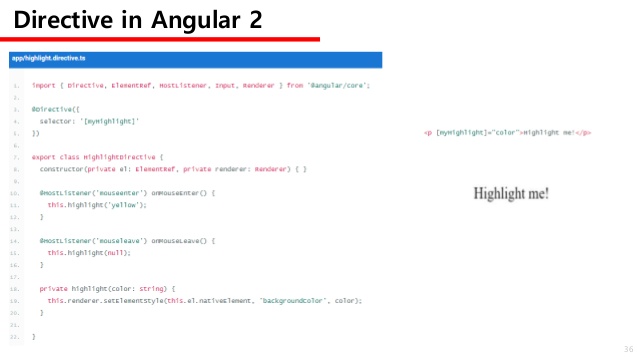 Directive in Angular 2
app/highlight.directive.ts
1. import { Directive, ElementRef, HostListener, Input, Renderer } from '@angular/core';
2.
3. @Directive({
4. selector: '[myHighlight]'
5. })
6.
7. export class HighlightDirective {
8. constructor(private el: ElementRef, private renderer: Renderer) { }
9.
10. @HostListener('mouseenter') onMouseEnter() {
11. this.highlight('yellow');
12. }
13.
14. @HostListener('mouseleave') onMouseLeave() {
15. this.highlight(null);
16. }
17.
18. private highlight(color: string) {
19. this.renderer.setElementStyle(this.el.nativeElement, 'backgroundColor', color);
20. }
21.
22. }
<p [myHighlight]="color">Highlight me!</p>
Highlight me!
36